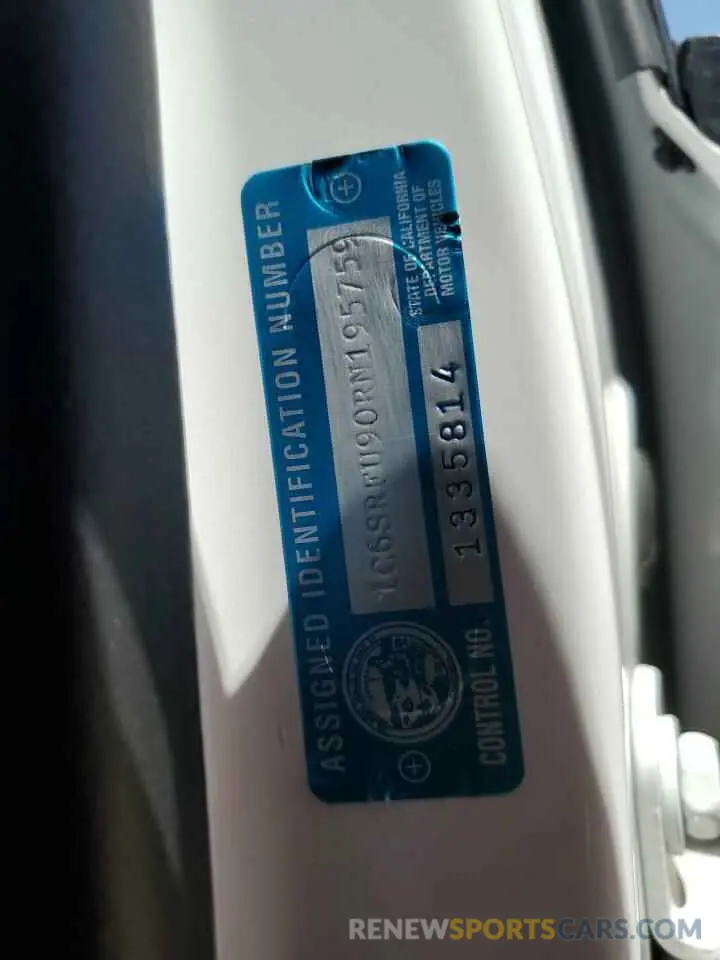 ASSIGNED IDENTIFICATION NUMBER
1C6SRFU90RN195759
STATE OF CALIFORNIA
DEPARTMENT OF
MOTOR VEHICLES
CONTROL NO. 1335814
RENEWSPORTSCARS.COM